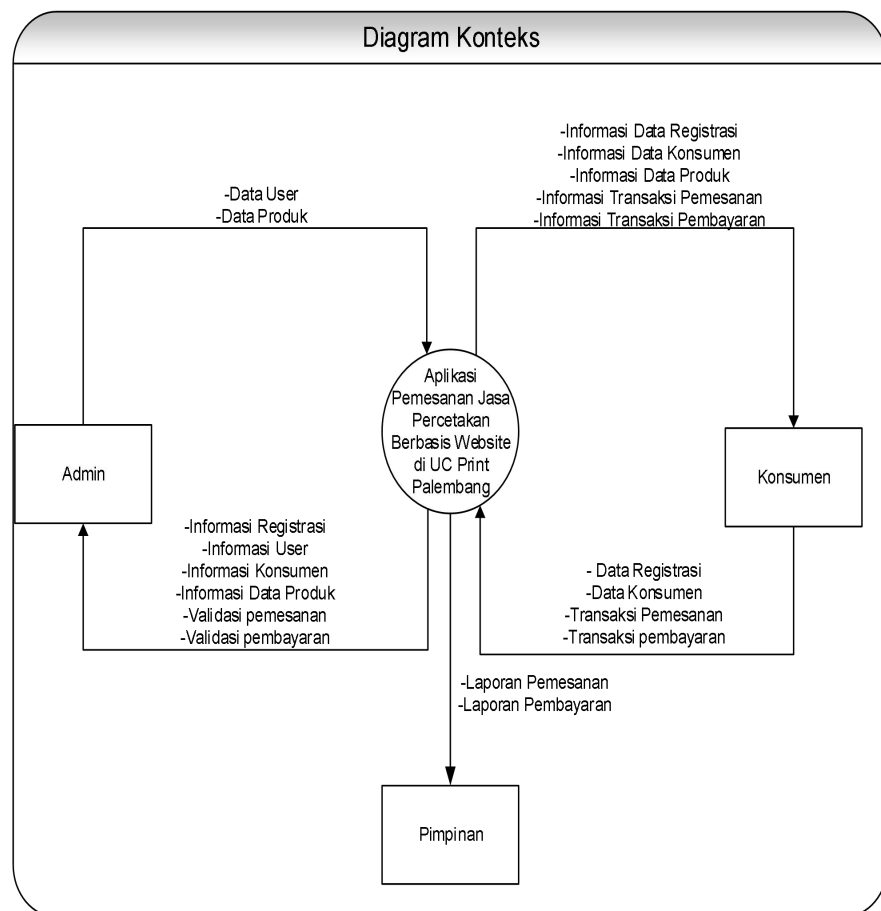 Diagram Konteks
-Informasi Data Registrasi
-Informasi Data Konsumen
-Informasi Data Produk
-Informasi Transaksi Pemesanan
-Informasi Transaksi Pembayaran
-Data User
-Data Produk
Aplikasi
Pemesanan Jasa
Percetakan
Berbasis Website
di UC Print
Palembang
Admin
Konsumen
-Informasi Registrasi
-Informasi User
-Informasi Konsumen
-Informasi Data Produk
-Validasi pemesanan
-Validasi pembayaran
- Data Registrasi
-Data Konsumen
-Transaksi Pemesanan
-Transaksi pembayaran
-Laporan Pemesanan
-Laporan Pembayaran
Pimpinan